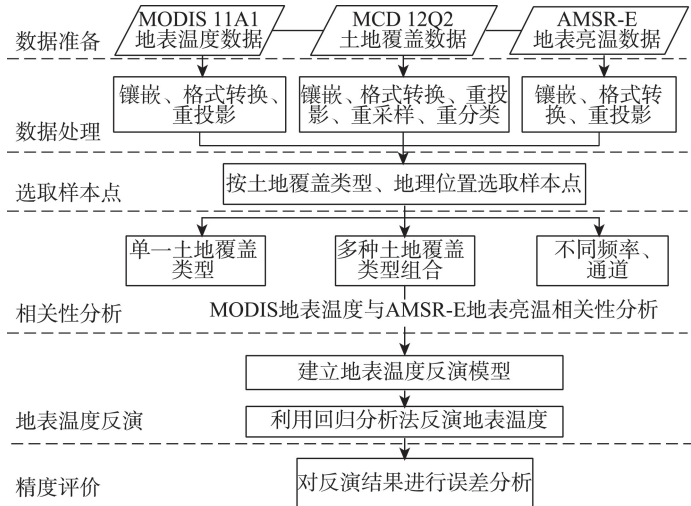 数据准备
MODIS 11A1
地表温度数据
MCD 12Q2
土地覆盖数据
AMSR-E
地表亮温数据
数据处理
镶嵌、格式转换、
重投影
镶嵌、格式转换、重投
影、重采样、重分类
镶嵌、格式转
换、重投影
选取样本点
按土地覆盖类型、地理位置选取样本点
单一土地覆盖
类型
多种土地覆盖
类型组合
不同频率、
通道
相关性分析
MODIS地表温度与AMSR-E地表亮温相关性分析
建立地表温度反演模型
地表温度反演
利用回归分析法反演地表温度
精度评价
对反演结果进行误差分析